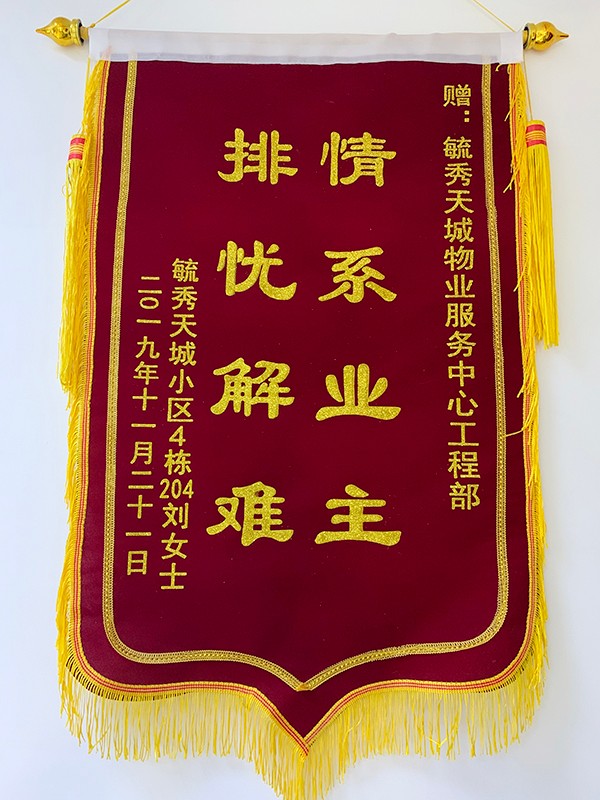 赠：毓秀天城物业服务中心工程部
情系业主
排忧解难
毓秀天城小区4栋204刘女士
二〇一九年十一月二十一日